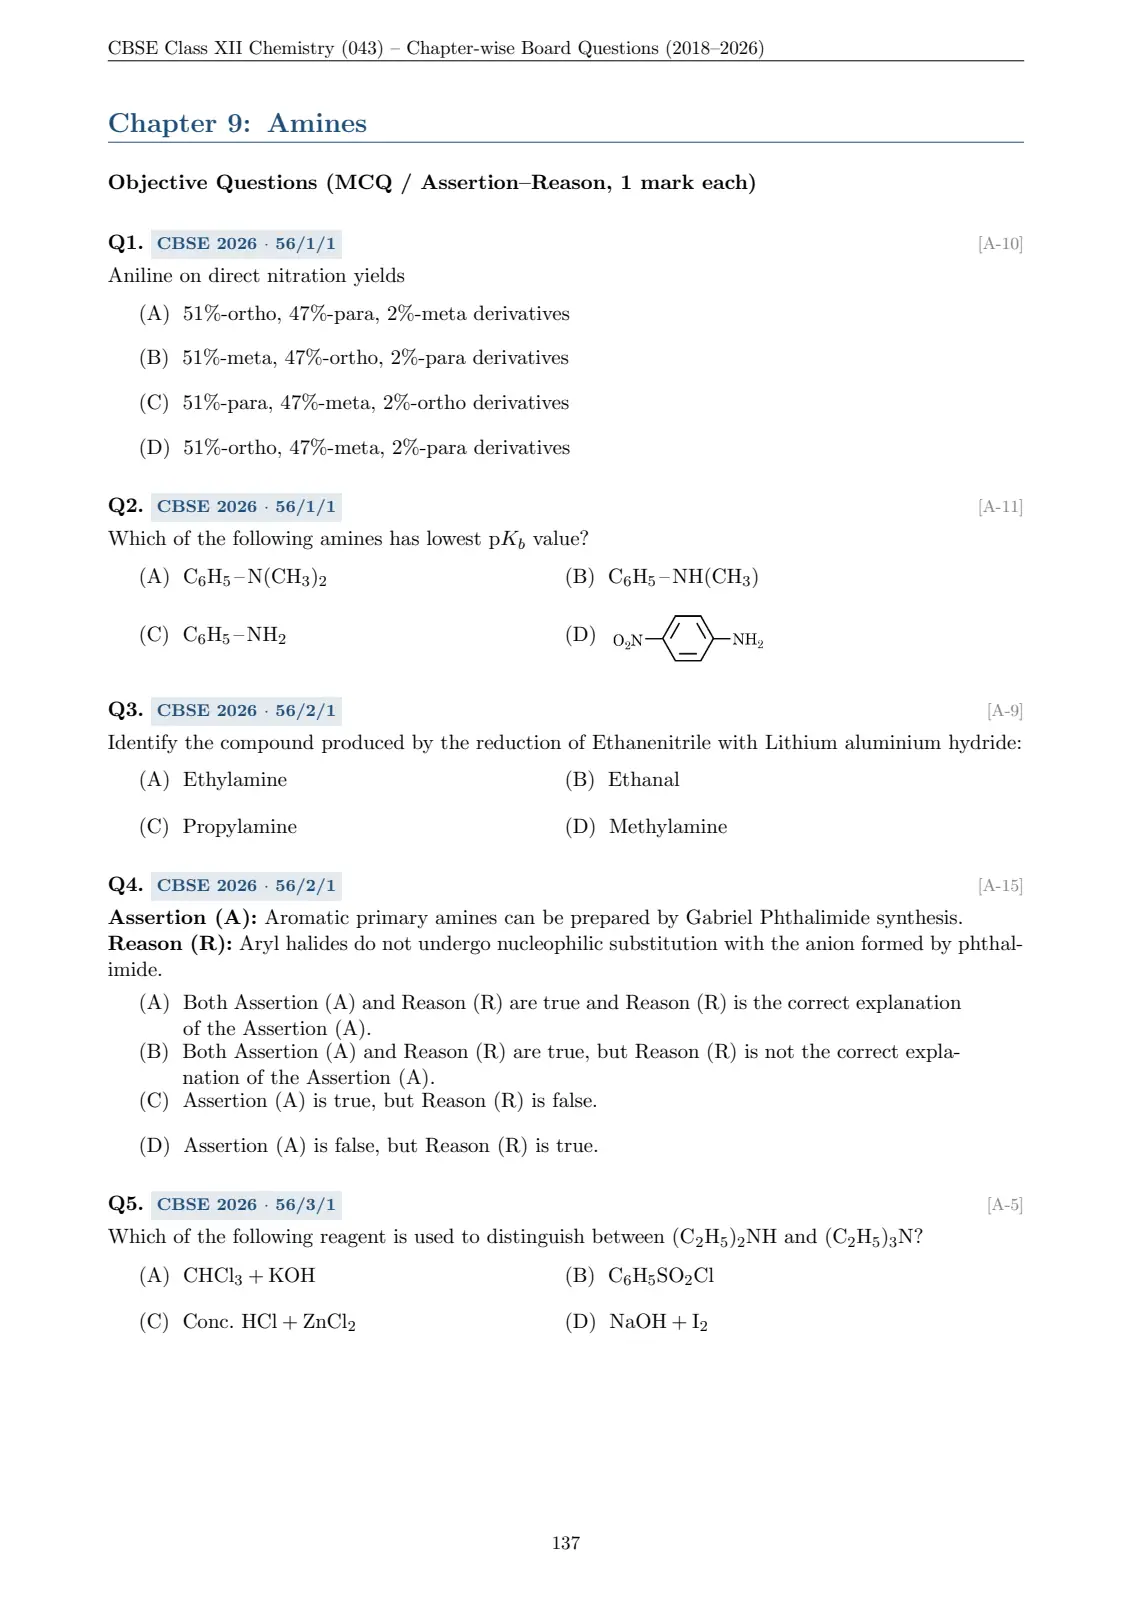 CBSE Class XII Chemistry (043) – Chapter-wise Board Questions (2018–2026)
Chapter 9: Amines
Objective Questions (MCQ / Assertion–Reason, 1 mark each)
Q1. CBSE 2026 · 56/1/1 [A-10]
Aniline on direct nitration yields
(A) 51%-ortho, 47%-para, 2%-meta derivatives
(B) 51%-meta, 47%-ortho, 2%-para derivatives
(C) 51%-para, 47%-meta, 2%-ortho derivatives
(D) 51%-ortho, 47%-meta, 2%-para derivatives
Q2. CBSE 2026 · 56/1/1 [A-11]
Which of the following amines has lowest pK_b value?
(A) C₆H₅–N(CH₃)₂ (B) C₆H₅–NH(CH₃)
(C) C₆H₅–NH₂ (D) O₂N NH₂
Q3. CBSE 2026 · 56/2/1 [A-9]
Identify the compound produced by the reduction of Ethanenitrile with Lithium aluminium hydride:
(A) Ethylamine (B) Ethanal
(C) Propylamine (D) Methylamine
Q4. CBSE 2026 · 56/2/1 [A-15]
Assertion (A): Aromatic primary amines can be prepared by Gabriel Phthalimide synthesis.
Reason (R): Aryl halides do not undergo nucleophilic substitution with the anion formed by phthal-
imide.
(A) Both Assertion (A) and Reason (R) are true and Reason (R) is the correct explanation
of the Assertion (A).
(B) Both Assertion (A) and Reason (R) are true, but Reason (R) is not the correct expla-
nation of the Assertion (A).
(C) Assertion (A) is true, but Reason (R) is false.
(D) Assertion (A) is false, but Reason (R) is true.
Q5. CBSE 2026 · 56/3/1 [A-5]
Which of the following reagent is used to distinguish between (C₂H₅)₂NH and (C₂H₅)₃N?
(A) CHCl₃ + KOH (B) C₆H₅SO₂Cl
(C) Conc. HCl + ZnCl₂ (D) NaOH + I₂
137